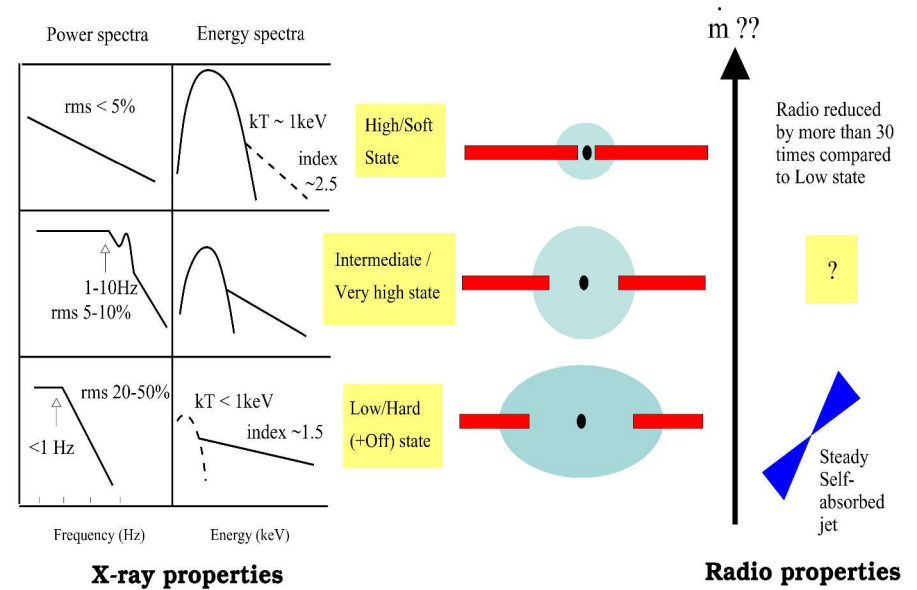 Power spectra
Energy spectra
ṁ ??
rms < 5%
kT ~ 1keV
index
~2.5
High/Soft
State
Radio reduced
by more than 30
times compared
to Low state
1-10Hz
rms 5-10%
Intermediate /
Very high state
?
rms 20-50%
<1 Hz
kT < 1keV
index ~1.5
Low/Hard
(+Off) state
Steady
Self-
absorbed
jet
Frequency (Hz)
Energy (keV)
X-ray properties
Radio properties